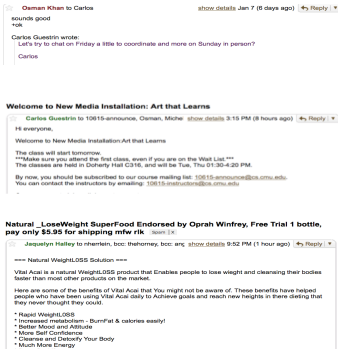 Osman Khan to Carlos show details Jan 7 (6 days ago) Reply
sounds good
+ok
Carlos Guestrin wrote:
Let's try to chat on Friday a little to coordinate and more on Sunday in person?
Carlos
Welcome to New Media Installation: Art that Learns
Carlos Guestrin to 10615-announce, Osman, Michel show details 3:15 PM (8 hours ago) Reply
Hi everyone,
Welcome to New Media Installation:Art that Learns
The class will start tomorrow.
***Make sure you attend the first class, even if you are on the Wait List.***
The classes are held in Doherty Hall C316, and will be Tue, Thu 01:30-4:20 PM.
By now, you should be subscribed to our course mailing list: 10615-announce@cs.cmu.edu.
You can contact the instructors by emailing: 10615-instructors@cs.cmu.edu
Natural _LoseWeight SuperFood Endorsed by Oprah Winfrey, Free Trial 1 bottle,
pay only $5.95 for shipping mfw rlk Spam X
Jaquelyn Halley to nherrlein, bcc: thehorney, bcc: ang show details 9:52 PM (1 hour ago) Reply
=== Natural WeightL0SS Solution ===
Vital Acai is a natural WeightL0SS product that Enables people to lose wieght and cleansing their bodies
faster than most other products on the market.
Here are some of the benefits of Vital Acai that You might not be aware of. These benefits have helped
people who have been using Vital Acai daily to Achieve goals and reach new heights in there dieting that
they never thought they could.
* Rapid WeightL0SS
* Increased metabolism - BurnFat & calories easily!
* Better Mood and Attitude
* More Self Confidence
* Cleanse and Detoxify Your Body
* Much More Energy